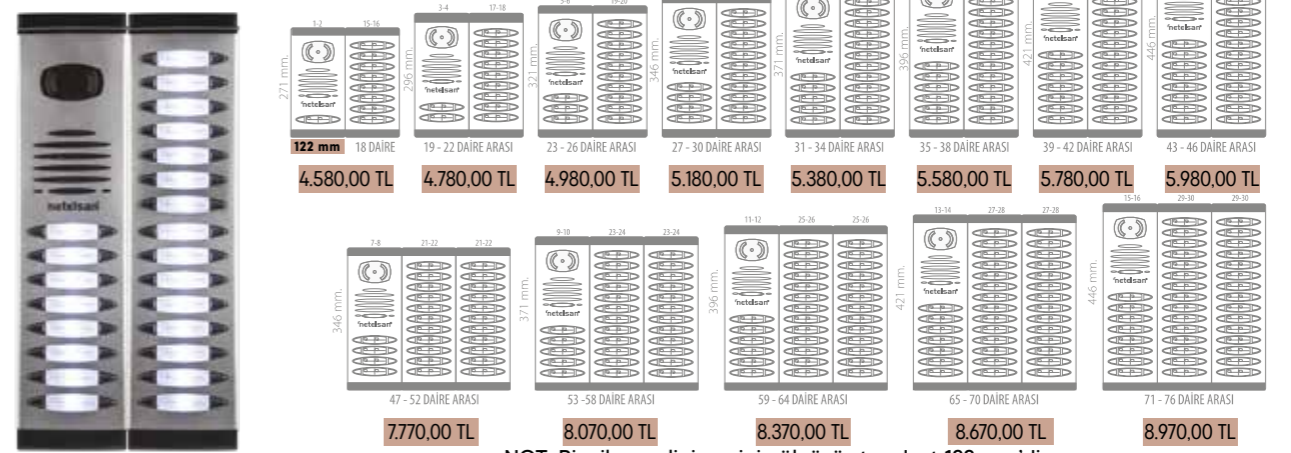 netelsan
3-4 17-18
1-2 15-16
271 mm.
296 mm.
321 mm.
346 mm.
371 mm.
396 mm.
421 mm.
446 mm.
netelsan netelsan netelsan netelsan netelsan netelsan netelsan netelsan
122 mm 18 DAİRE
19 - 22 DAİRE ARASI
23 - 26 DAİRE ARASI
27 - 30 DAİRE ARASI
31 - 34 DAİRE ARASI
35 - 38 DAİRE ARASI
39 - 42 DAİRE ARASI
43 - 46 DAİRE ARASI
4.580,00 TL
4.780,00 TL
4.980,00 TL
5.180,00 TL
5.380,00 TL
5.580,00 TL
5.780,00 TL
5.980,00 TL
7-8 21-22 21-22
9-10 23-24 23-24
11-12 25-26 25-26
13-14 27-28 27-28
15-16 29-30 29-30
346 mm.
371 mm.
396 mm.
421 mm.
446 mm.
netelsan netelsan netelsan netelsan netelsan
47 - 52 DAİRE ARASI
53 -58 DAİRE ARASI
59 - 64 DAİRE ARASI
65 - 70 DAİRE ARASI
71 - 76 DAİRE ARASI
7.770,00 TL
8.070,00 TL
8.370,00 TL
8.670,00 TL
8.970,00 TL